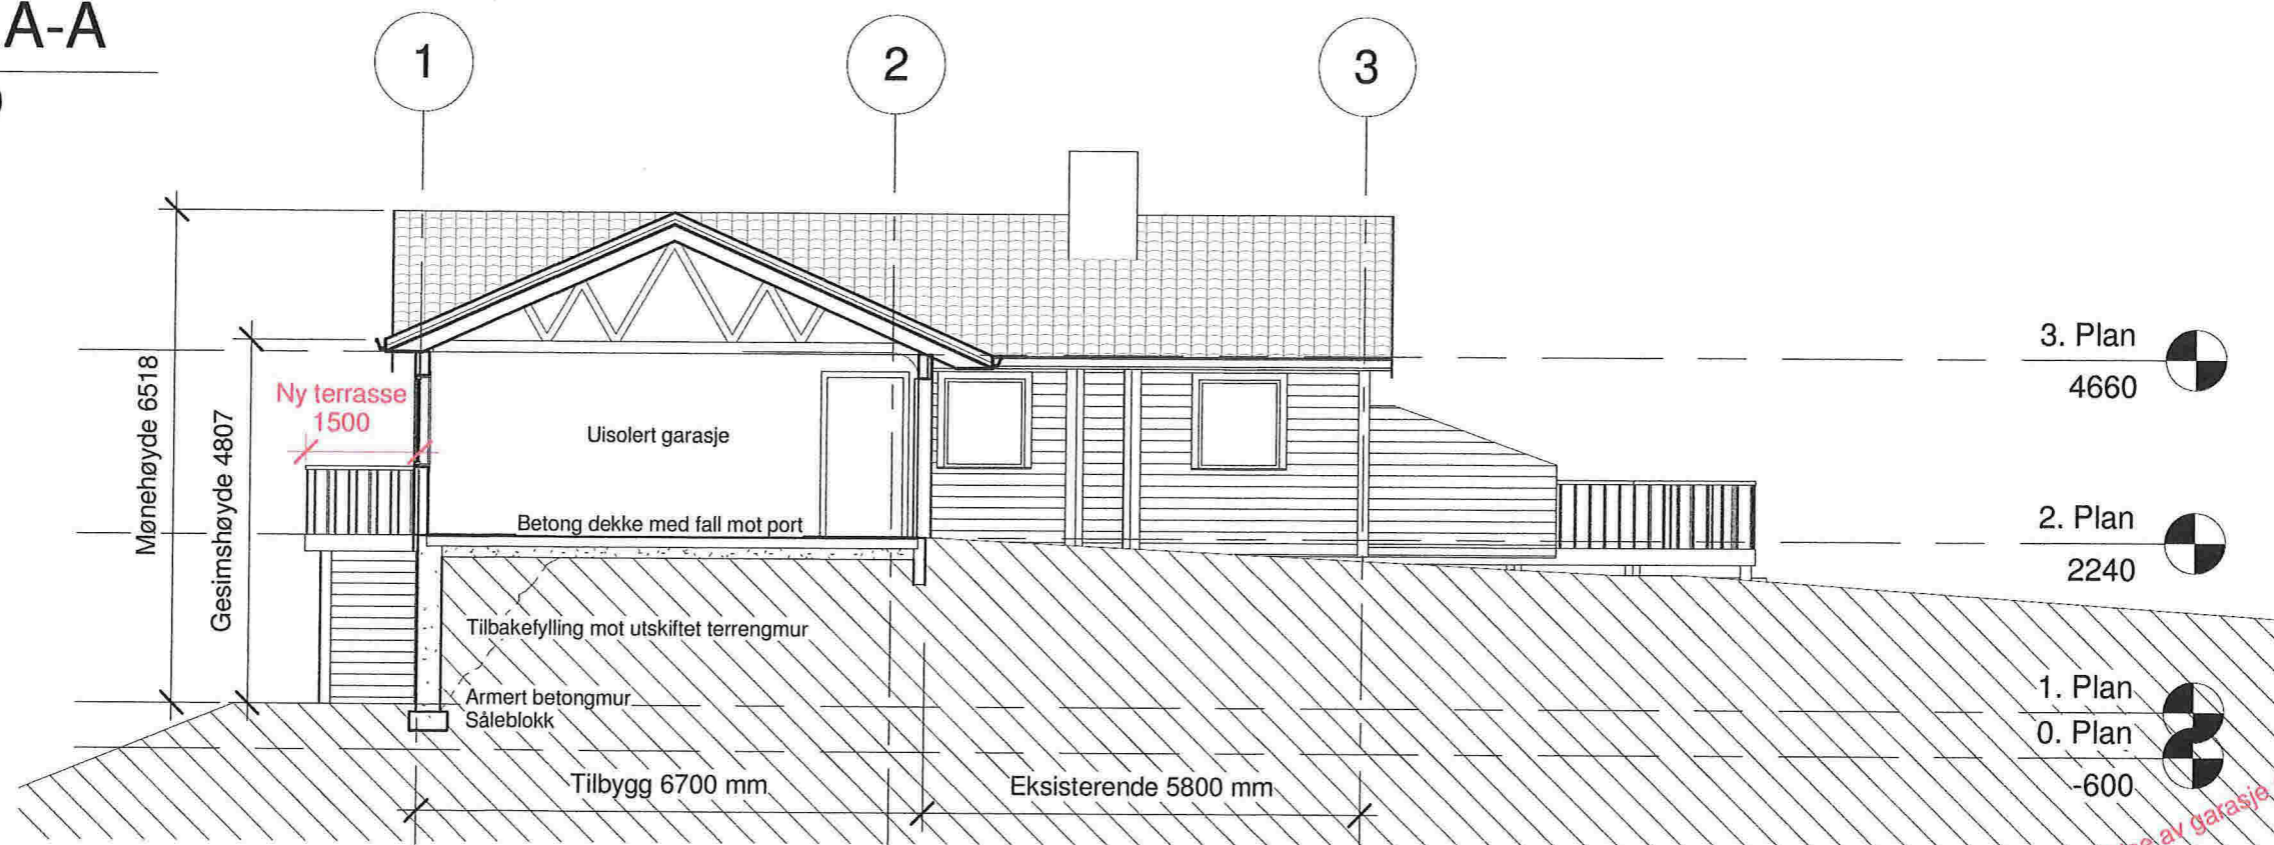 A-A
1
2
3
Mønehøyde 6518
Gesimshøyde 4807
Ny terrasse
1500
Uisolert garasje
Betong dekke med fall mot port
Tilbakefylling mot utskiftet terrengmur
Armert betongmur
Såleblokk
Tilbygg 6700 mm
Eksisterende 5800 mm
3. Plan
4660
2. Plan
2240
1. Plan
0. Plan
-600
av garasje